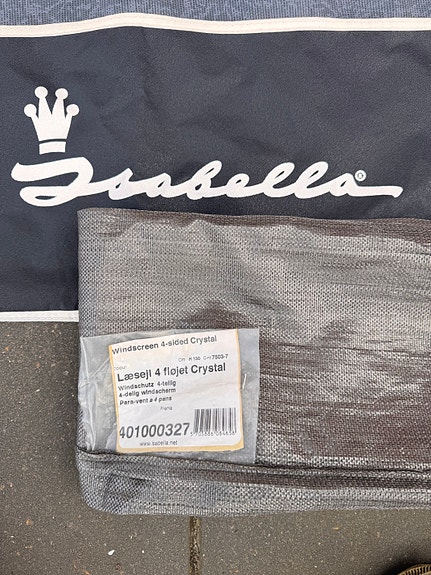 Isabella®
Windscreen 4-sided Crystal
Læsejl 4 fløjet Crystal
Windschutz 4-teilig
4-delig windscherm
Para-vent a 4 pans
401000327
www.isabella.net